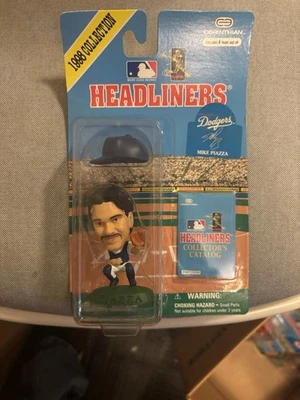 1998 COLLECTION
CORINTHIAN
HEADLINERS
Dodgers
MIKE PIAZZA
HEADLINERS
COLLECTOR'S
CATALOG
PIAZZA
WARNING:
CHOKING HAZARD - Small Parts
Not suitable for children under 3 years